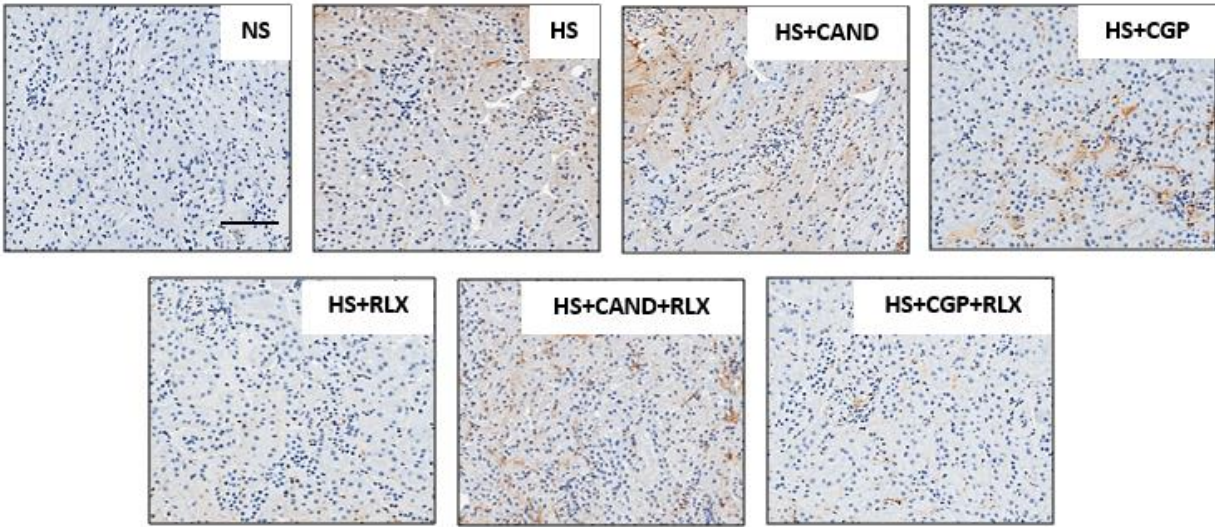 NS
HS
HS+CAND
HS+CGP
HS+RLX
HS+CAND+RLX
HS+CGP+RLX